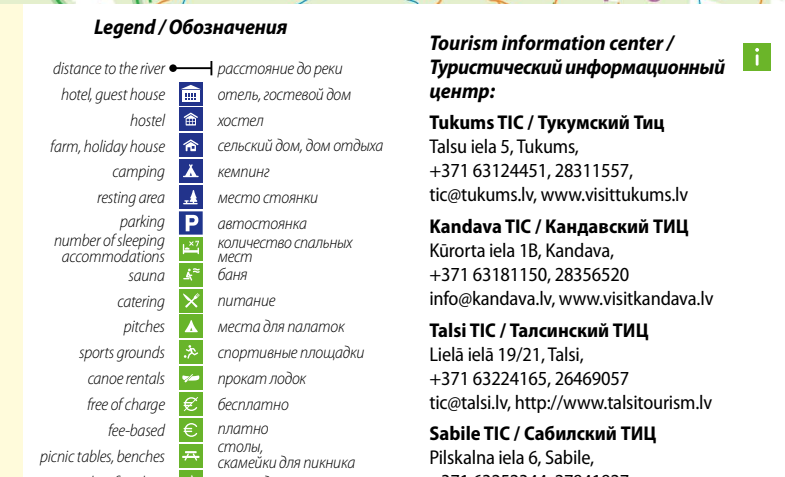 Legend / Обозначения
distance to the river расстояние до реки
hotel, guest house отель, гостевой дом
hostel хостел
farm, holiday house сельский дом, дом отдыха
camping кемпинг
resting area место стоянки
parking P автостоянка
number of sleeping accommodations x7 количество спальных мест
sauna баня
catering питание
pitches места для палаток
sports grounds спортивные площадки
canoe rentals прокат лодок
free of charge € бесплатно
fee-based € платно
picnic tables, benches столы, скамейки для пикника
Tourism information center /
Туристический информационный
центр:
i
Tukums TIC / Тукумский Тиц
Talsu iela 5, Tukums,
+371 63124451, 28311557,
tic@tukums.lv, www.visittukums.lv
Kandava TIC / Кандавский ТИЦ
Kūrorta iela 1B, Kandava,
+371 63181150, 28356520
info@kandava.lv, www.visitkandava.lv
Talsi TIC / Талсинский ТИЦ
Lielā ielā 19/21, Talsi,
+371 63224165, 26469057
tic@talsi.lv, http://www.talsitourism.lv
Sabile TIC / Сабилский ТИЦ
Pilskalna iela 6, Sabile,